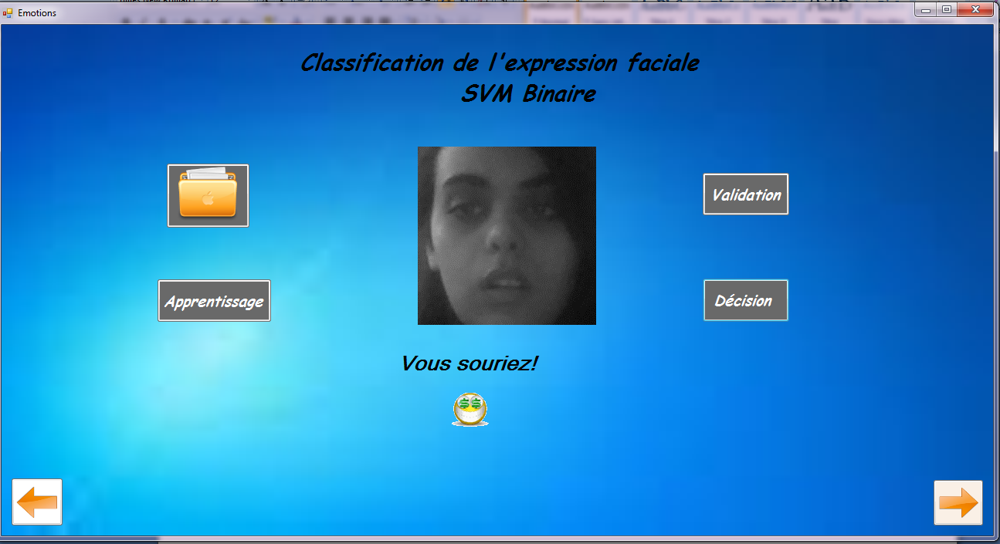 Emotions
Classification de l'expression faciale
SVM Binaire
Validation
Apprentissage
Décision
Vous souriez!
$ $